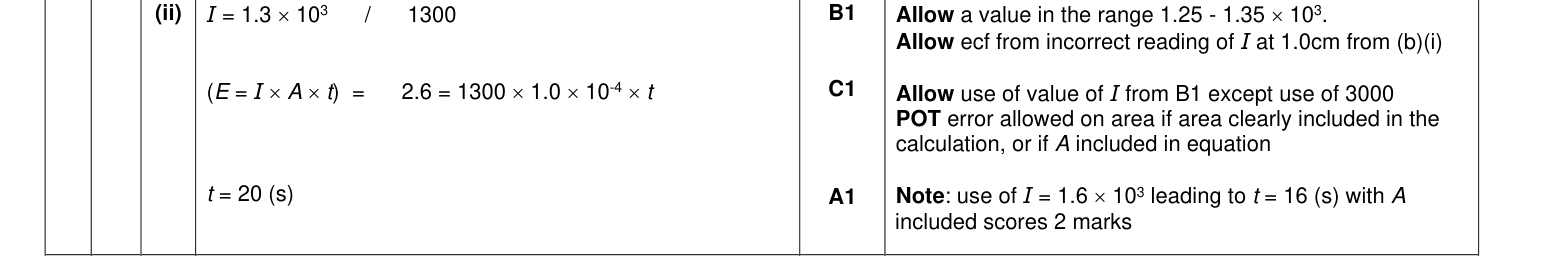 (ii) I = 1.3 × 10³ / 1300 B1 Allow a value in the range 1.25 - 1.35 × 10³.
Allow ecf from incorrect reading of I at 1.0cm from (b)(i)
(E = I × A × t) = 2.6 = 1300 × 1.0 × 10⁻⁴ × t C1 Allow use of value of I from B1 except use of 3000
POT error allowed on area if area clearly included in the
calculation, or if A included in equation
t = 20 (s) A1 Note: use of I = 1.6 × 10³ leading to t = 16 (s) with A
included scores 2 marks